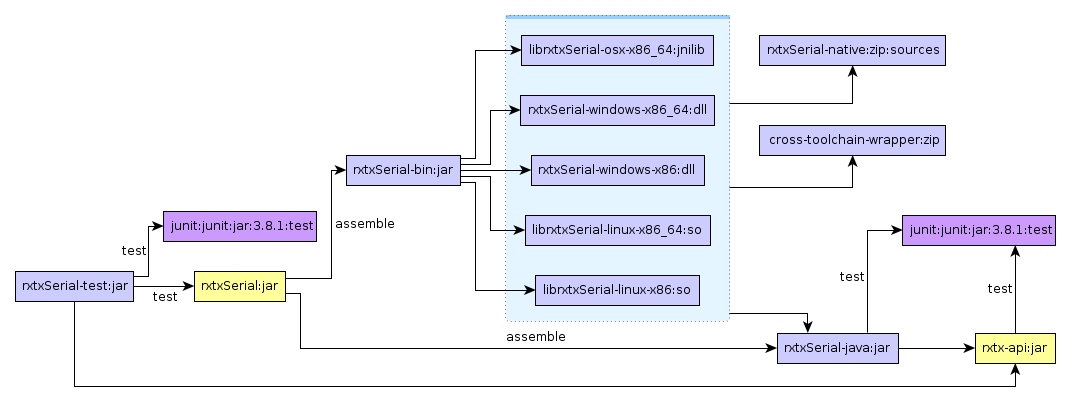 librxtxSerial-osx-x86_64:jnilib
rxtxSerial-native:zip:sources
rxtxSerial-windows-x86_64:dll
cross-toolchain-wrapper:zip
rxtxSerial-bin:jar
rxtxSerial-windows-x86:dll
assemble
junit:junit:jar:3.8.1:test
librxtxSerial-linux-x86_64:so
junit:junit:jar:3.8.1:test
test
test
rxtxSerial-test:jar
test
rxtxSerial:jar
librxtxSerial-linux-x86:so
test
assemble
rxtxSerial-java:jar
rxtx-api:jar